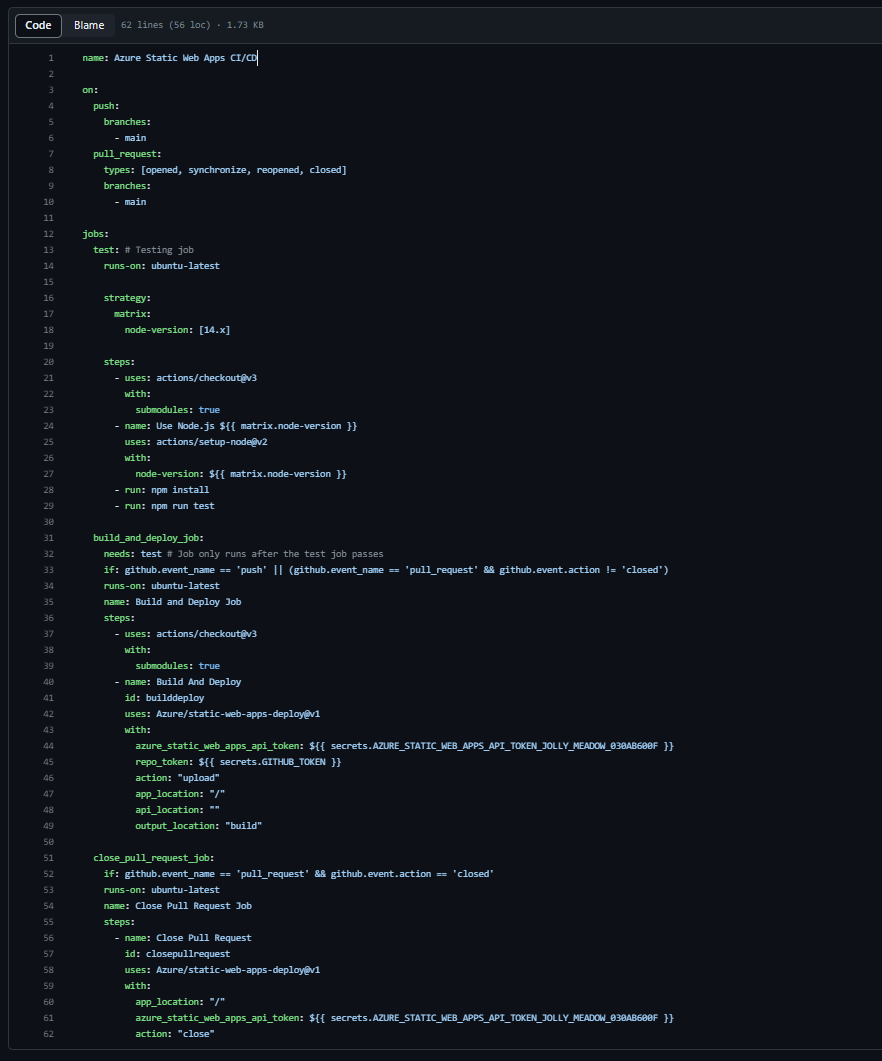 Code Blame 62 lines (56 loc) · 1.73 KB
1 name: Azure Static Web Apps CI/CD
2
3 on:
4   push:
5     branches:
6       - main
7   pull_request:
8     types: [opened, synchronize, reopened, closed]
9     branches:
10       - main
11
12 jobs:
13   test: # Testing job
14     runs-on: ubuntu-latest
15
16     strategy:
17       matrix:
18         node-version: [14.x]
19
20     steps:
21       - uses: actions/checkout@v3
22         with:
23           submodules: true
24       - name: Use Node.js ${{ matrix.node-version }}
25         uses: actions/setup-node@v2
26         with:
27           node-version: ${{ matrix.node-version }}
28       - run: npm install
29       - run: npm run test
30
31   build_and_deploy_job:
32     needs: test # Job only runs after the test job passes
33     if: github.event_name == 'push' || (github.event_name == 'pull_request' && github.event.action != 'closed')
34     runs-on: ubuntu-latest
35     name: Build and Deploy Job
36     steps:
37       - uses: actions/checkout@v3
38         with:
39           submodules: true
40       - name: Build And Deploy
41         id: builddeploy
42         uses: Azure/static-web-apps-deploy@v1
43         with:
44           azure_static_web_apps_api_token: ${{ secrets.AZURE_STATIC_WEB_APPS_API_TOKEN_JOLLY_MEADOW_030AB600F }}
45           repo_token: ${{ secrets.GITHUB_TOKEN }}
46           action: "upload"
47           app_location: "/"
48           api_location: ""
49           output_location: "build"
50
51   close_pull_request_job:
52     if: github.event_name == 'pull_request' && github.event.action == 'closed'
53     runs-on: ubuntu-latest
54     name: Close Pull Request Job
55     steps:
56       - name: Close Pull Request
57         id: closepullrequest
58         uses: Azure/static-web-apps-deploy@v1
59         with:
60           app_location: "/"
61           azure_static_web_apps_api_token: ${{ secrets.AZURE_STATIC_WEB_APPS_API_TOKEN_JOLLY_MEADOW_030AB600F }}
62           action: "close"